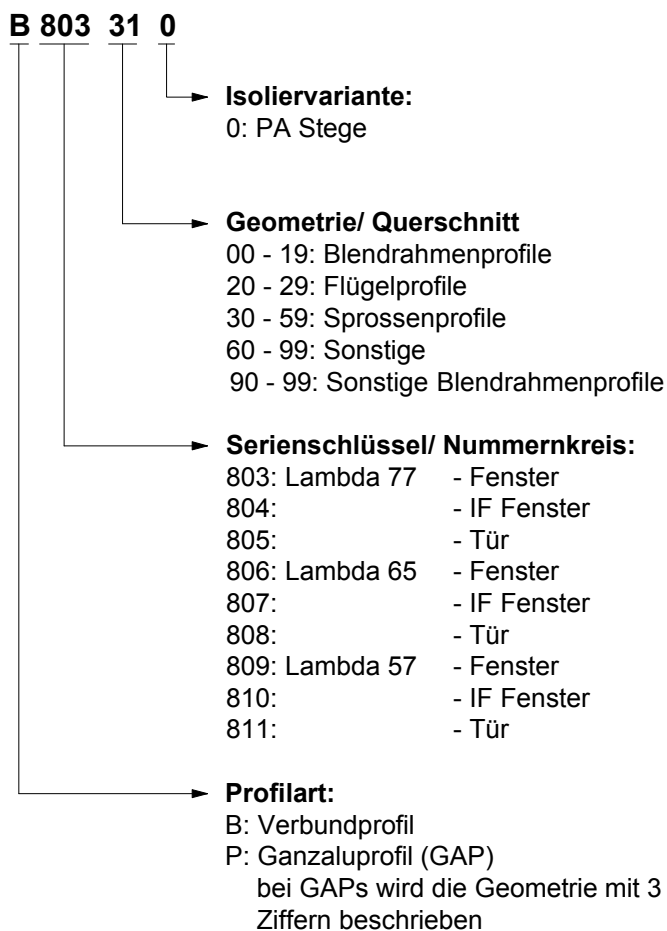 B 803 31 0
Isoliervariante:
0: PA Stege
Geometrie/ Querschnitt
00 - 19: Blendrahmenprofile
20 - 29: Flügelprofile
30 - 59: Sprossenprofile
60 - 99: Sonstige
90 - 99: Sonstige Blendrahmenprofile
Serienschlüssel/ Nummernkreis:
803: Lambda 77 - Fenster
804: - IF Fenster
805: - Tür
806: Lambda 65 - Fenster
807: - IF Fenster
808: - Tür
809: Lambda 57 - Fenster
810: - IF Fenster
811: - Tür
Profilart:
B: Verbundprofil
P: Ganzaluprofil (GAP)
bei GAPs wird die Geometrie mit 3
Ziffern beschrieben